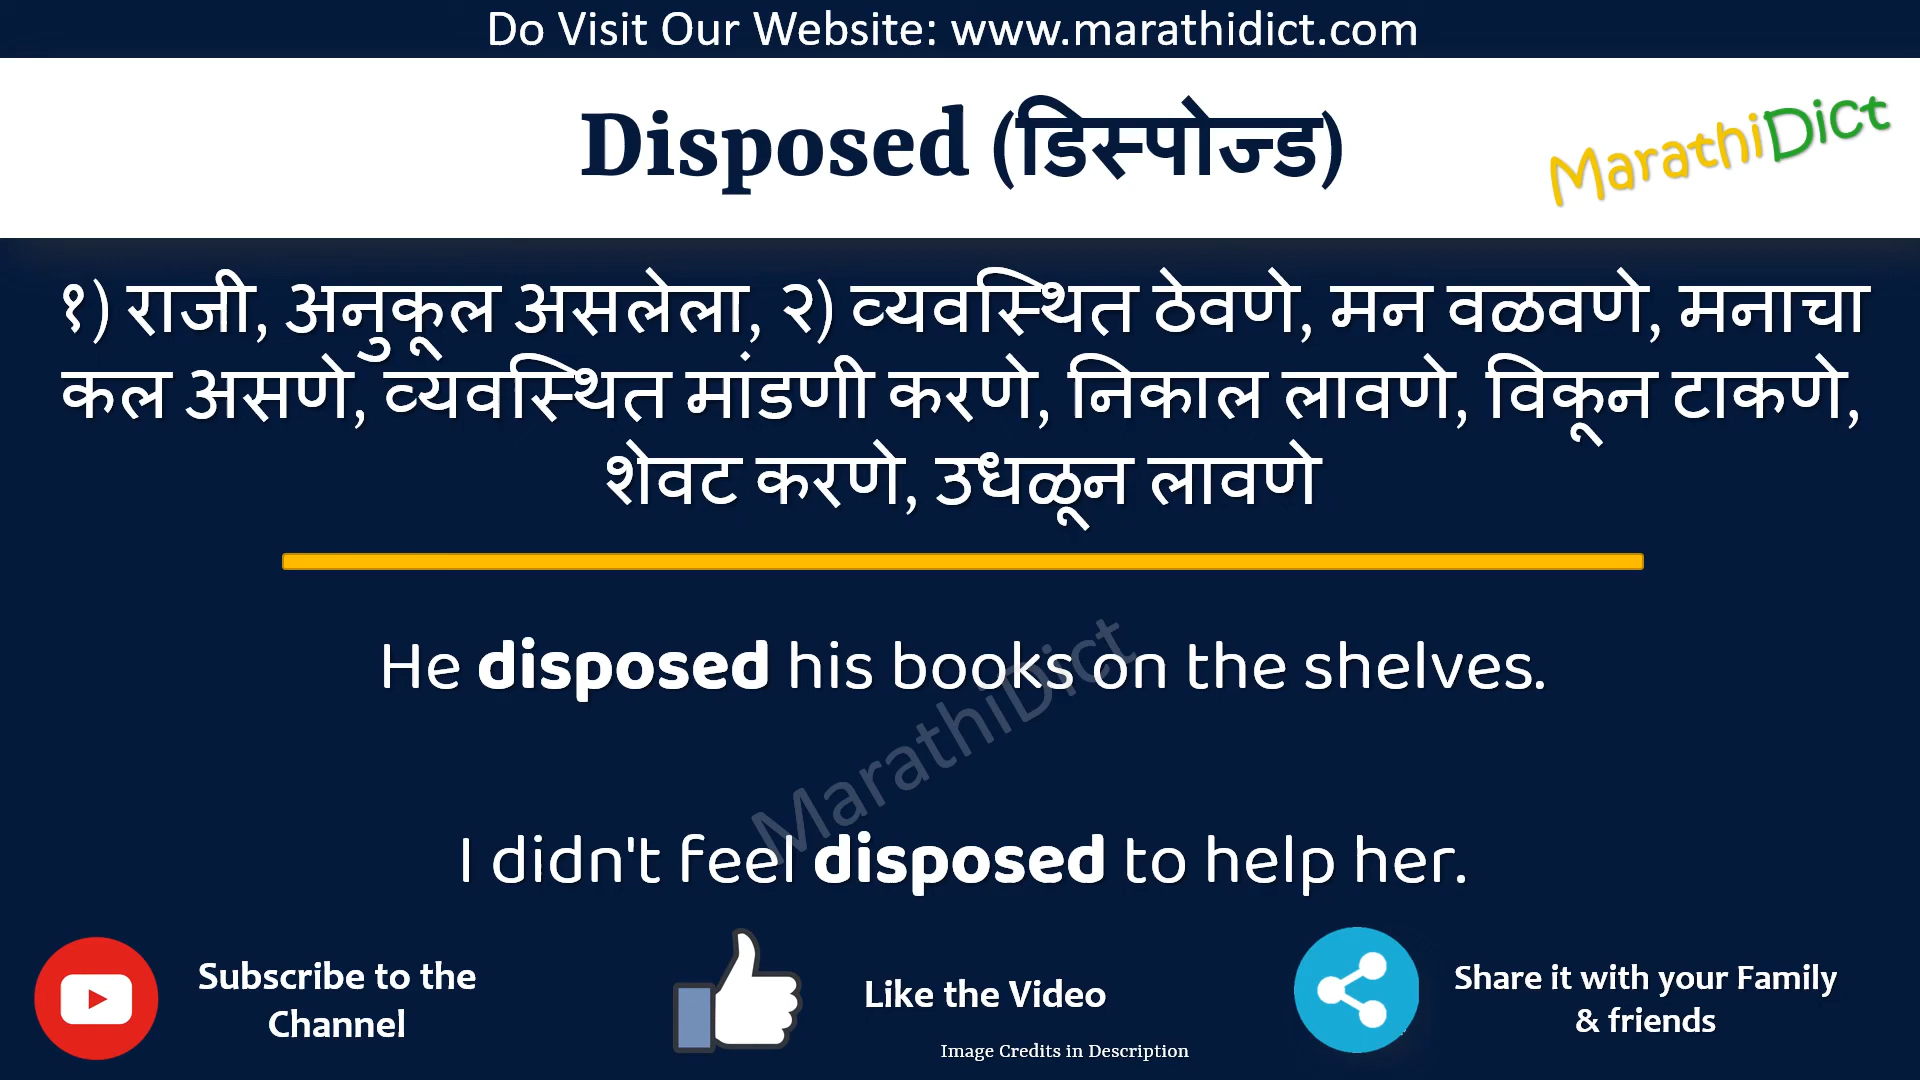 Do Visit Our Website: www.marathidict.com
Disposed (डिस्पोज्ड)
MarathiDict
१) राजी, अनुकूल असलेला, २) व्यवस्थित ठेवणे, मन वळवणे, मनाचा
कल असणे, व्यवस्थित मांडणी करणे, निकाल लावणे, विकून टाकणे,
शेवट करणे, उधळून लावणे
He disposed his books on the shelves.
MarathiDict
I didn't feel disposed to help her.
Subscribe to the
Channel
Like the Video
Share it with your Family
& friends
Image Credits in Description